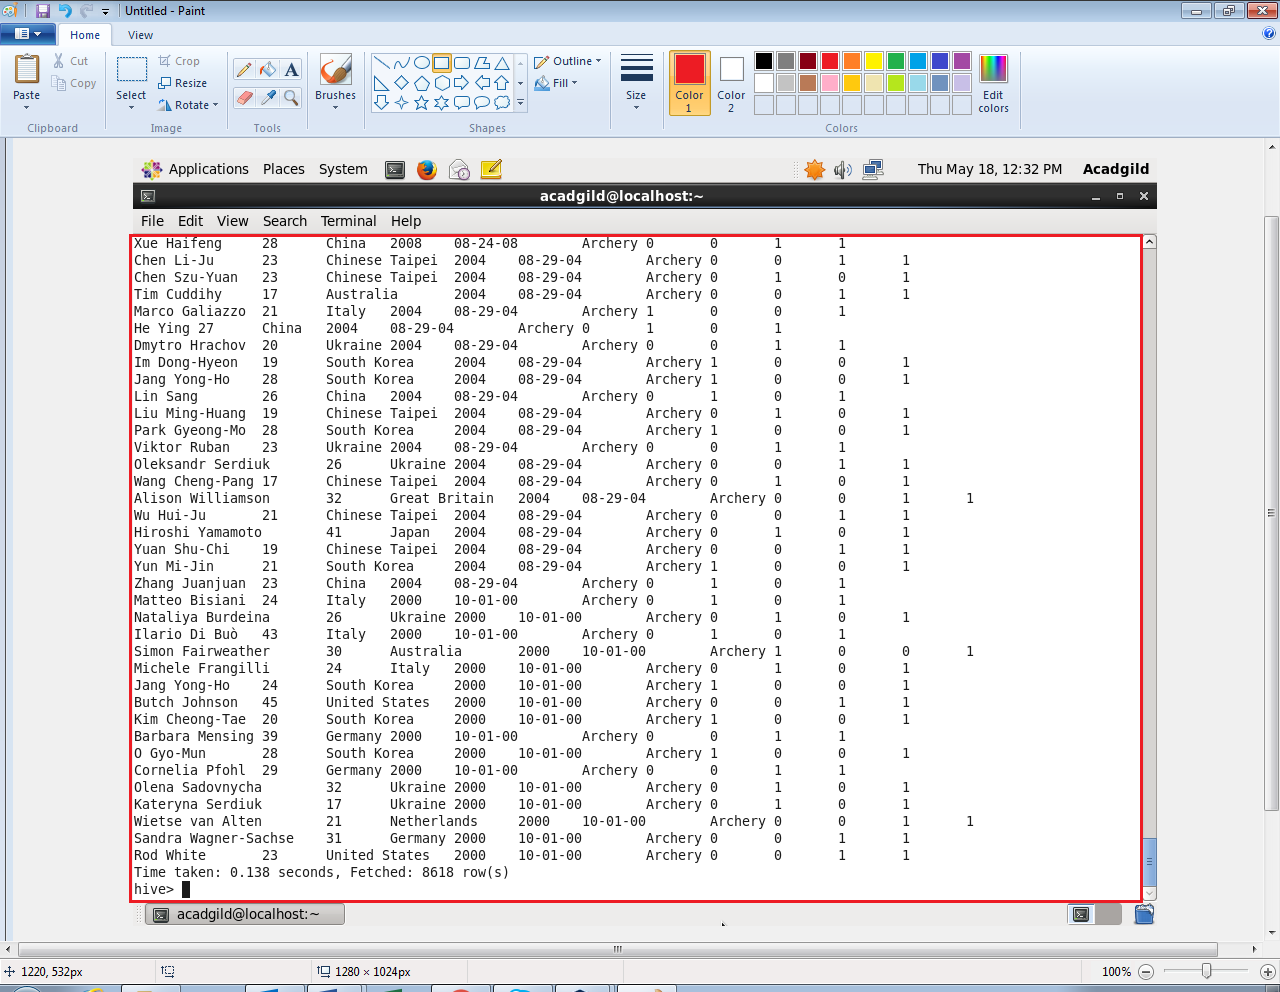 Untitled - Paint
Home View
Paste Cut Copy Clipboard
Select Crop Resize Rotate Image
Tools
Brushes
Outline Fill Shapes
Size
Color 1 Color 2 Edit colors Colors
Applications Places System Thu May 18, 12:32 PM Acadgild
acadgild@localhost:~
File Edit View Search Terminal Help
Xue Haifeng 28 China 2008 08-24-08 Archery 0 0 1 1
Chen Li-Ju 23 Chinese Taipei 2004 08-29-04 Archery 0 0 1 1
Chen Szu-Yuan 23 Chinese Taipei 2004 08-29-04 Archery 0 1 0 1
Tim Cuddihy 17 Australia 2004 08-29-04 Archery 0 0 1 1
Marco Galiazzo 21 Italy 2004 08-29-04 Archery 1 0 0 1
He Ying 27 China 2004 08-29-04 Archery 0 1 0 1
Dmytro Hrachov 20 Ukraine 2004 08-29-04 Archery 0 0 1 1
Im Dong-Hyeon 19 South Korea 2004 08-29-04 Archery 1 0 0 1
Jang Yong-Ho 28 South Korea 2004 08-29-04 Archery 1 0 0 1
Lin Sang 26 China 2004 08-29-04 Archery 0 1 0 1
Liu Ming-Huang 19 Chinese Taipei 2004 08-29-04 Archery 0 1 0 1
Park Gyeong-Mo 28 South Korea 2004 08-29-04 Archery 1 0 0 1
Viktor Ruban 23 Ukraine 2004 08-29-04 Archery 0 0 1 1
Oleksandr Serdiuk 26 Ukraine 2004 08-29-04 Archery 0 0 1 1
Wang Cheng-Pang 17 Chinese Taipei 2004 08-29-04 Archery 0 1 0 1
Alison Williamson 32 Great Britain 2004 08-29-04 Archery 0 0 1 1
Wu Hui-Ju 21 Chinese Taipei 2004 08-29-04 Archery 0 0 1 1
Hiroshi Yamamoto 41 Japan 2004 08-29-04 Archery 0 1 0 1
Yuan Shu-Chi 19 Chinese Taipei 2004 08-29-04 Archery 0 0 1 1
Yun Mi-Jin 21 South Korea 2004 08-29-04 Archery 1 0 0 1
Zhang Juanjuan 23 China 2004 08-29-04 Archery 0 1 0 1
Matteo Bisiani 24 Italy 2000 10-01-00 Archery 0 1 0 1
Nataliya Burdeina 26 Ukraine 2000 10-01-00 Archery 0 1 0 1
Ilario Di Buò 43 Italy 2000 10-01-00 Archery 0 1 0 1
Simon Fairweather 30 Australia 2000 10-01-00 Archery 1 0 0 1
Michele Frangilli 24 Italy 2000 10-01-00 Archery 0 1 0 1
Jang Yong-Ho 24 South Korea 2000 10-01-00 Archery 1 0 0 1
Butch Johnson 45 United States 2000 10-01-00 Archery 0 0 1 1
Kim Cheong-Tae 20 South Korea 2000 10-01-00 Archery 1 0 0 1
Barbara Mensing 39 Germany 2000 10-01-00 Archery 0 0 1 1
O Gyo-Mun 28 South Korea 2000 10-01-00 Archery 1 0 0 1
Cornelia Pfohl 29 Germany 2000 10-01-00 Archery 0 0 1 1
Olena Sadovnycha 32 Ukraine 2000 10-01-00 Archery 0 1 0 1
Kateryna Serdiuk 17 Ukraine 2000 10-01-00 Archery 0 1 0 1
Wietse van Alten 21 Netherlands 2000 10-01-00 Archery 0 0 1 1
Sandra Wagner-Sachse 31 Germany 2000 10-01-00 Archery 0 0 1 1
Rod White 23 United States 2000 10-01-00 Archery 0 0 1 1
Time taken: 0.138 seconds, Fetched: 8618 row(s)
hive>
acadgild@localhost:~
1220, 532px 1280 × 1024px 100%